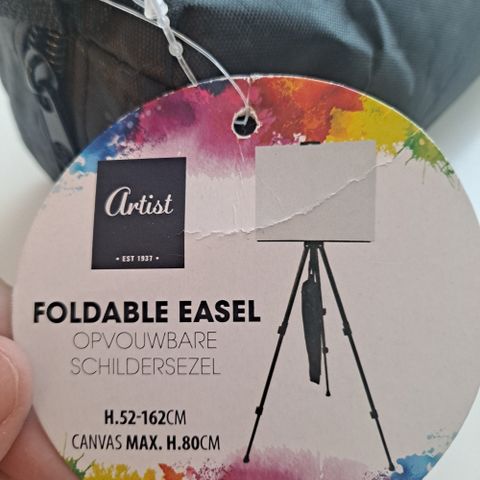 Artist
• EST 1937 •
FOLDABLE EASEL
OPVOUWBARE
SCHILDERSEZEL
H.52-162CM
CANVAS MAX. H.80CM